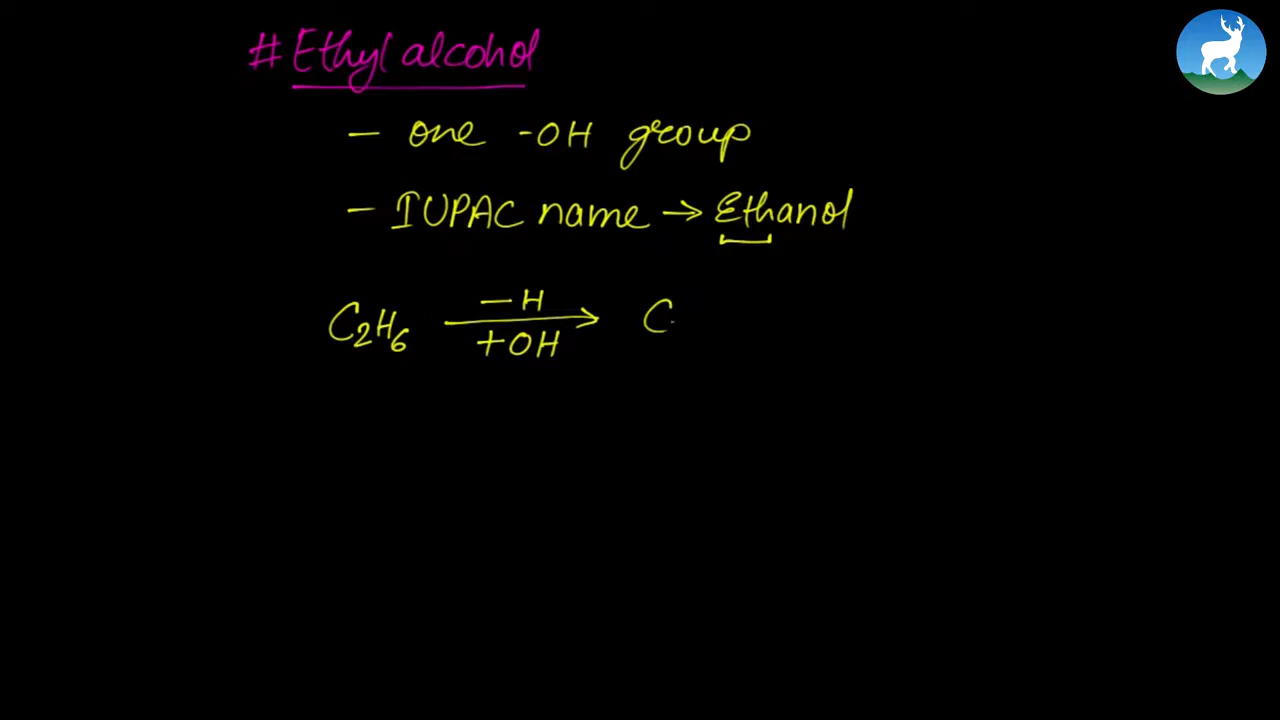 # Ethyl alcohol
- one -OH group
- IUPAC name → Ethanol
C₂H₆ —H +OH → C